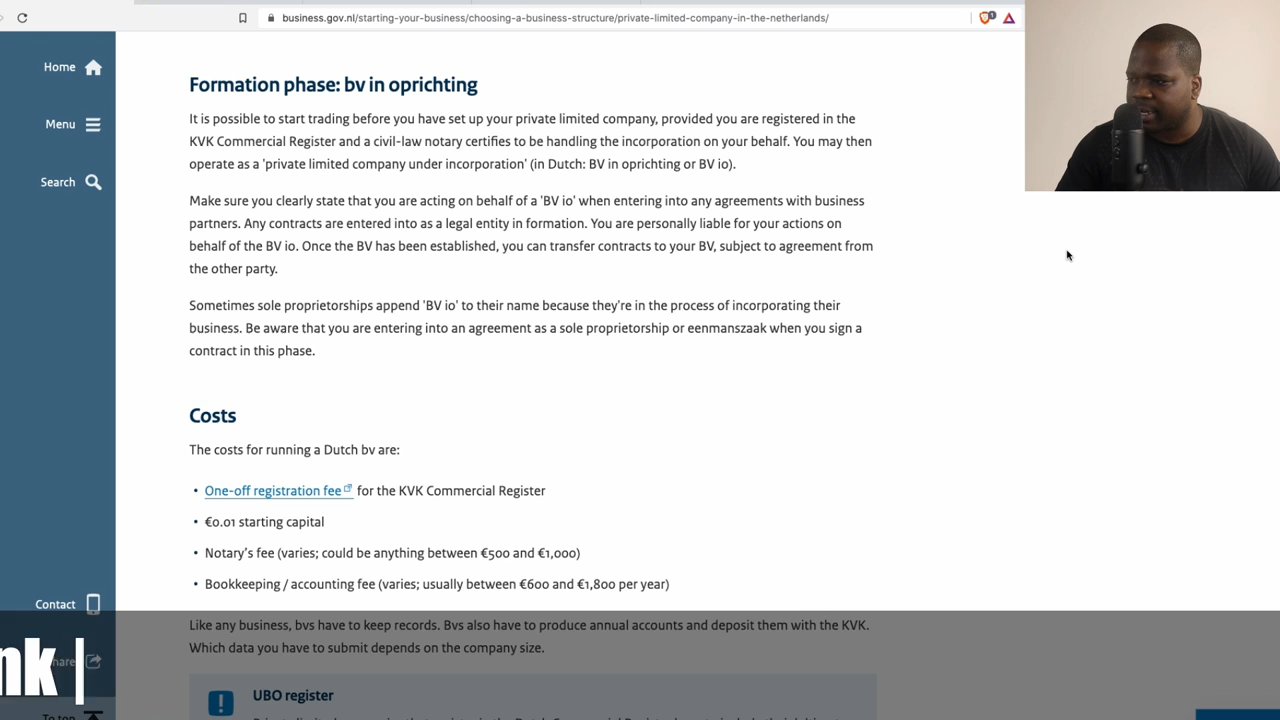 business.gov.nl/starting-your-business/choosing-a-business-structure/private-limited-company-in-the-netherlands/
1
Home
Menu
Search
Formation phase: bv in oprichting
It is possible to start trading before you have set up your private limited company, provided you are registered in the
KVK Commercial Register and a civil-law notary certifies to be handling the incorporation on your behalf. You may then
operate as a 'private limited company under incorporation' (in Dutch: BV in oprichting or BV io).
Make sure you clearly state that you are acting on behalf of a 'BV io' when entering into any agreements with business
partners. Any contracts are entered into as a legal entity in formation. You are personally liable for your actions on
behalf of the BV io. Once the BV has been established, you can transfer contracts to your BV, subject to agreement from
the other party.
Sometimes sole proprietorships append 'BV io' to their name because they're in the process of incorporating their
business. Be aware that you are entering into an agreement as a sole proprietorship or eenmanszaak when you sign a
contract in this phase.
Costs
The costs for running a Dutch bv are:
• One-off registration fee for the KVK Commercial Register
• €0.01 starting capital
• Notary's fee (varies; could be anything between €500 and €1,000)
• Bookkeeping / accounting fee (varies; usually between €600 and €1,800 per year)
Contact
Like any business, bvs have to keep records. Bvs also have to produce annual accounts and deposit them with the KVK.
Which data you have to submit depends on the company size.
nk |
hare
UBO register
To top